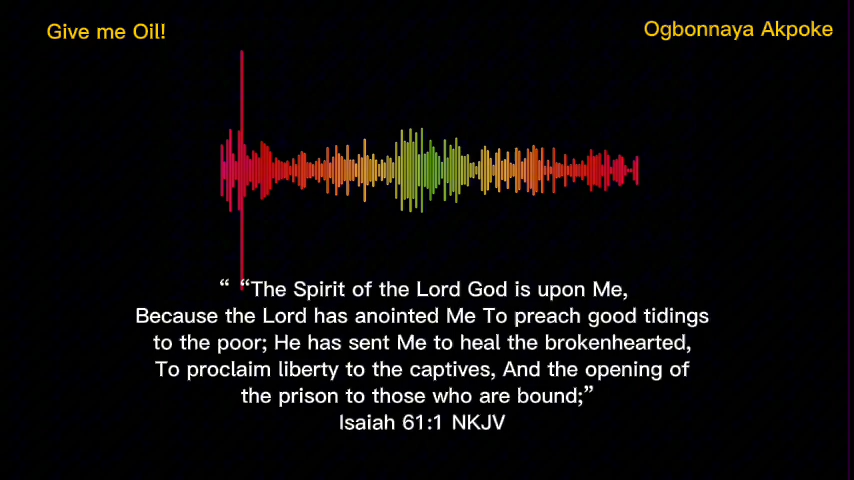 Give me Oil!
Ogbonnaya Akpoke
“ “The Spirit of the Lord God is upon Me,
Because the Lord has anointed Me To preach good tidings
to the poor; He has sent Me to heal the brokenhearted,
To proclaim liberty to the captives, And the opening of
the prison to those who are bound;”
Isaiah 61:1 NKJV